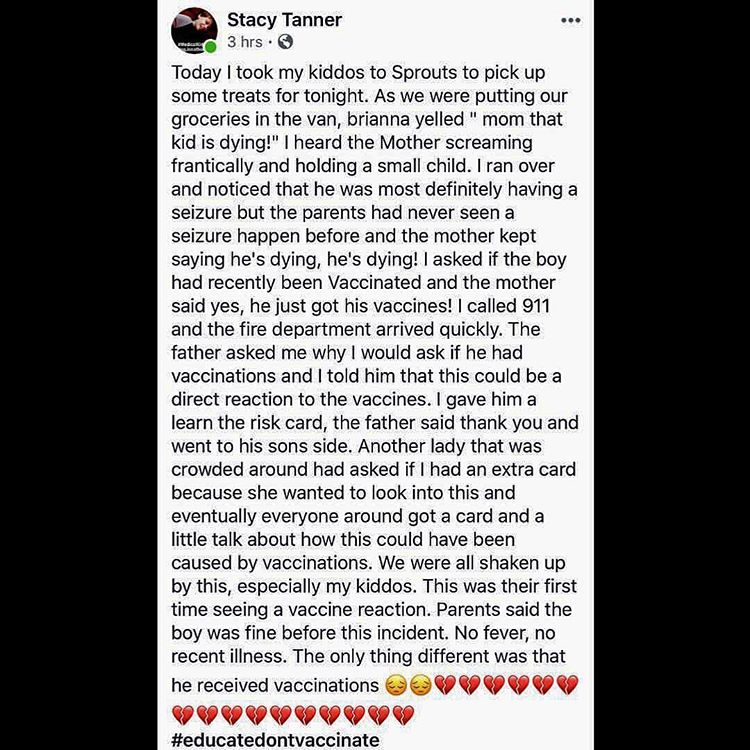 Stacy Tanner
3 hrs ·
Today I took my kiddos to Sprouts to pick up
some treats for tonight. As we were putting our
groceries in the van, brianna yelled " mom that
kid is dying!" I heard the Mother screaming
frantically and holding a small child. I ran over
and noticed that he was most definitely having a
seizure but the parents had never seen a
seizure happen before and the mother kept
saying he's dying, he's dying! I asked if the boy
had recently been Vaccinated and the mother
said yes, he just got his vaccines! I called 911
and the fire department arrived quickly. The
father asked me why I would ask if he had
vaccinations and I told him that this could be a
direct reaction to the vaccines. I gave him a
learn the risk card, the father said thank you and
went to his sons side. Another lady that was
crowded around had asked if I had an extra card
because she wanted to look into this and
eventually everyone around got a card and a
little talk about how this could have been
caused by vaccinations. We were all shaken up
by this, especially my kiddos. This was their first
time seeing a vaccine reaction. Parents said the
boy was fine before this incident. No fever, no
recent illness. The only thing different was that
he received vaccinations 😔😔💔💔💔💔💔💔
💔💔💔💔💔💔💔💔💔💔
#educatedontvaccinate